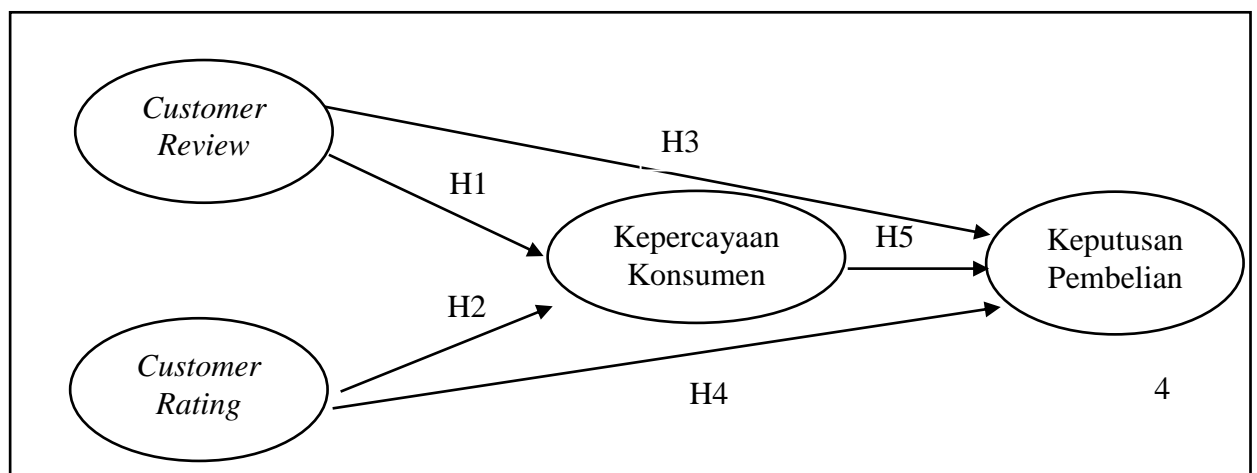 Customer
Review
H3
H1
Kepercayaan
Konsumen
H5
Keputusan
Pembelian
H2
Customer
Rating
H4
4